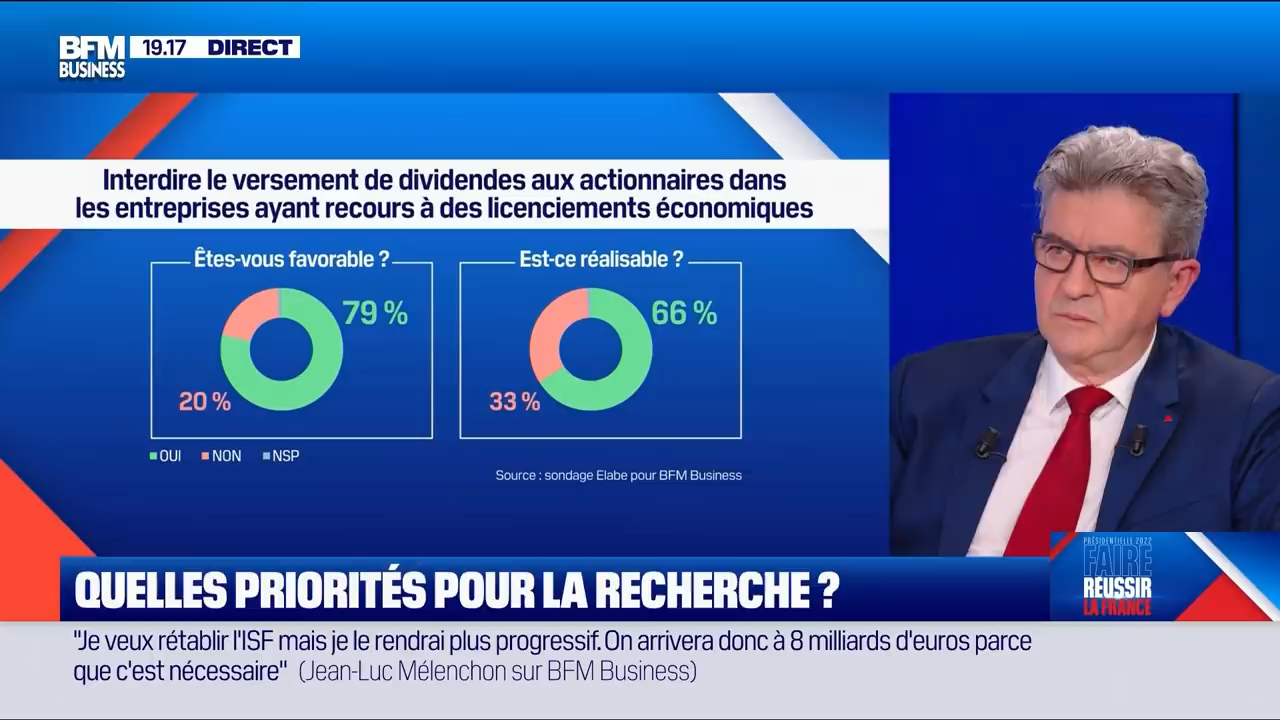 BFM
BUSINESS
19.17 DIRECT
Interdire le versement de dividendes aux actionnaires dans
les entreprises ayant recours à des licenciements économiques
Êtes-vous favorable ?
79 %
20 %
Est-ce réalisable ?
66 %
33 %
OUI NON NSP
Source : sondage Elabe pour BFM Business
QUELLES PRIORITÉS POUR LA RECHERCHE ?
PRÉSIDENTIELLE 2022
FAIRE
RÉUSSIR
LA FRANCE
"Je veux rétablir l'ISF mais je le rendrai plus progressif. On arrivera donc à 8 milliards d'euros parce
que c'est nécessaire" (Jean-Luc Mélenchon sur BFM Business)